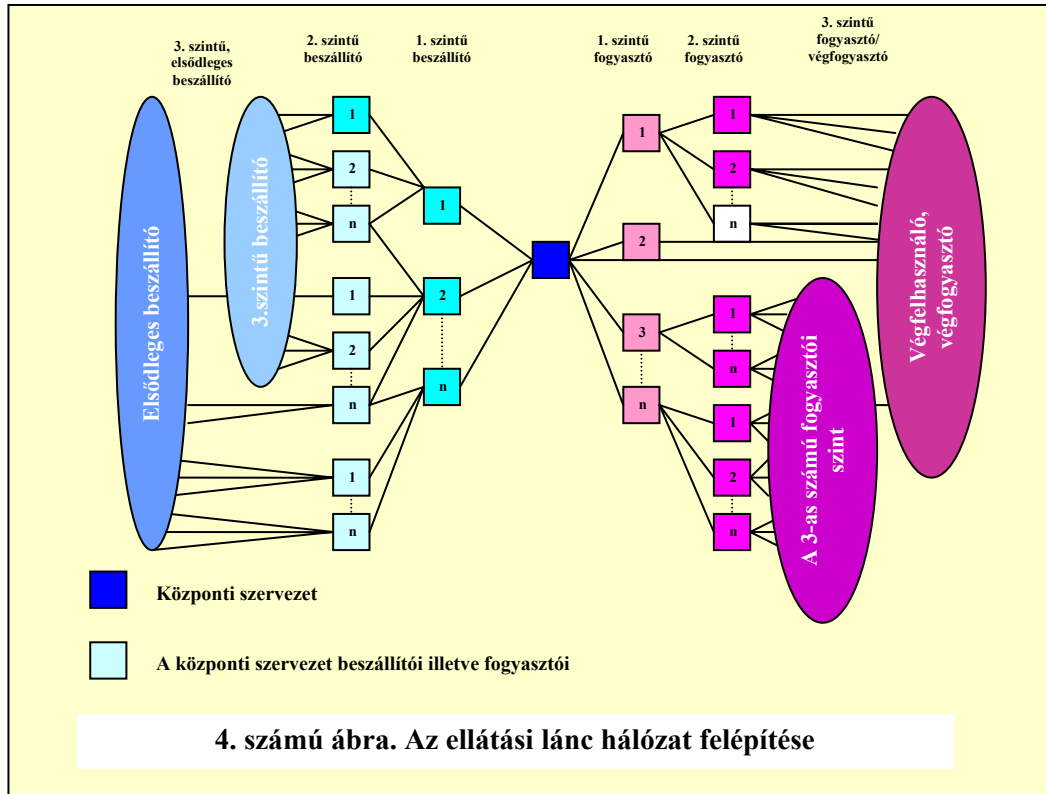 3. szintű,
elsődleges
beszállító
2. szintű
beszállító
1. szintű
beszállító
1. szintű
fogyasztó
2. szintű
fogyasztó
3. szintű
fogyasztó/
végfogyasztó
Elsődleges beszállító
3.szintű beszállító
1
2
n
1
2
n
1
n
1
2
n
1
2
3
n
1
2
n
1
n
1
2
n
A 3-as számú fogyasztói
szint
Végfelhasználó,
végfogyasztó
Központi szervezet
A központi szervezet beszállítói illetve fogyasztói
4. számú ábra. Az ellátási lánc hálózat felépítése